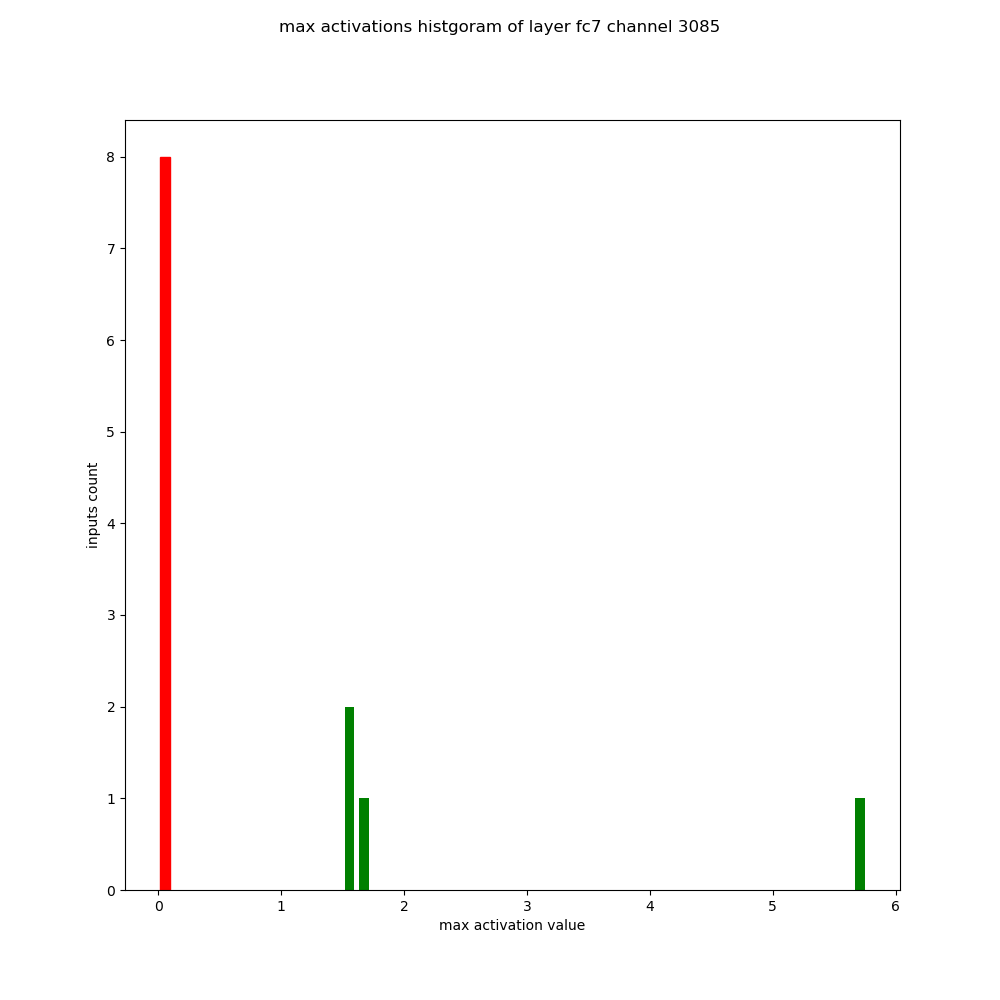 max activations histgoram of layer fc7 channel 3085
8
7
6
5
4
3
2
1
0
inputs count
0 1 2 3 4 5 6
max activation value